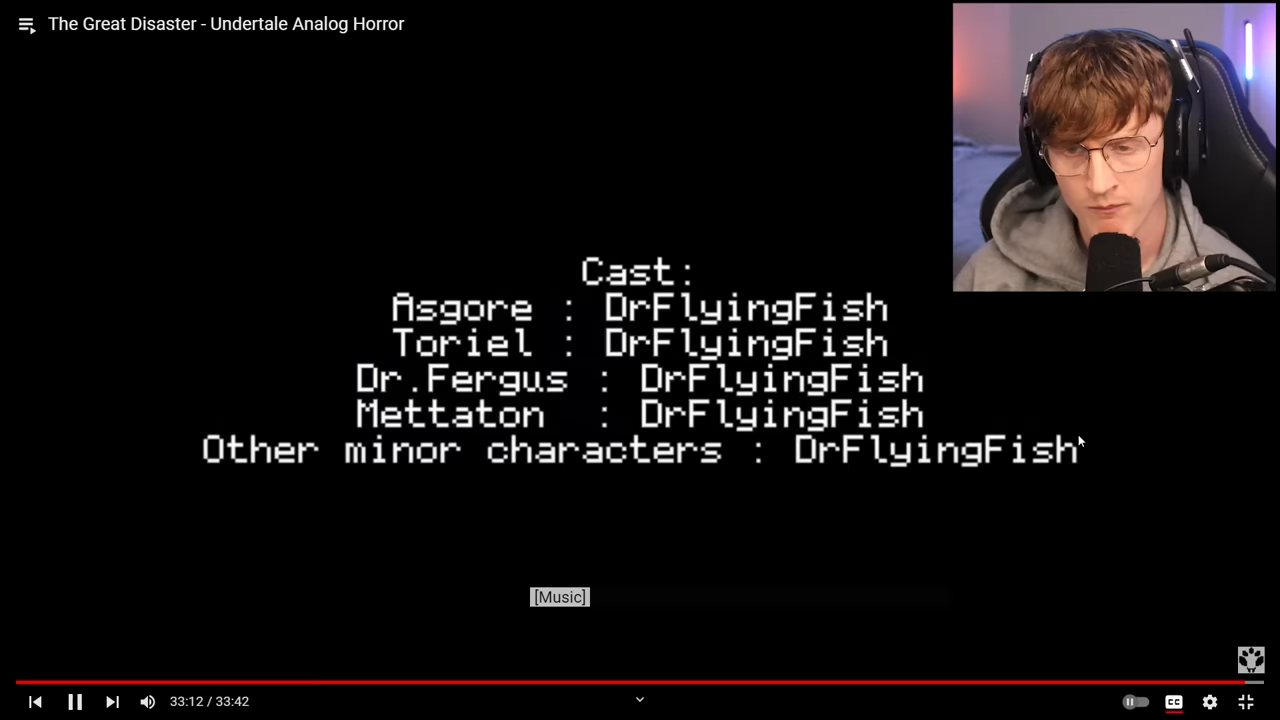 The Great Disaster - Undertale Analog Horror
Cast:
Asgore : DrFlyingFish
Toriel : DrFlyingFish
Dr.Fergus : DrFlyingFish
Mettaton : DrFlyingFish
Other minor characters : DrFlyingFish
[Music]
33:12 / 33:42
CC